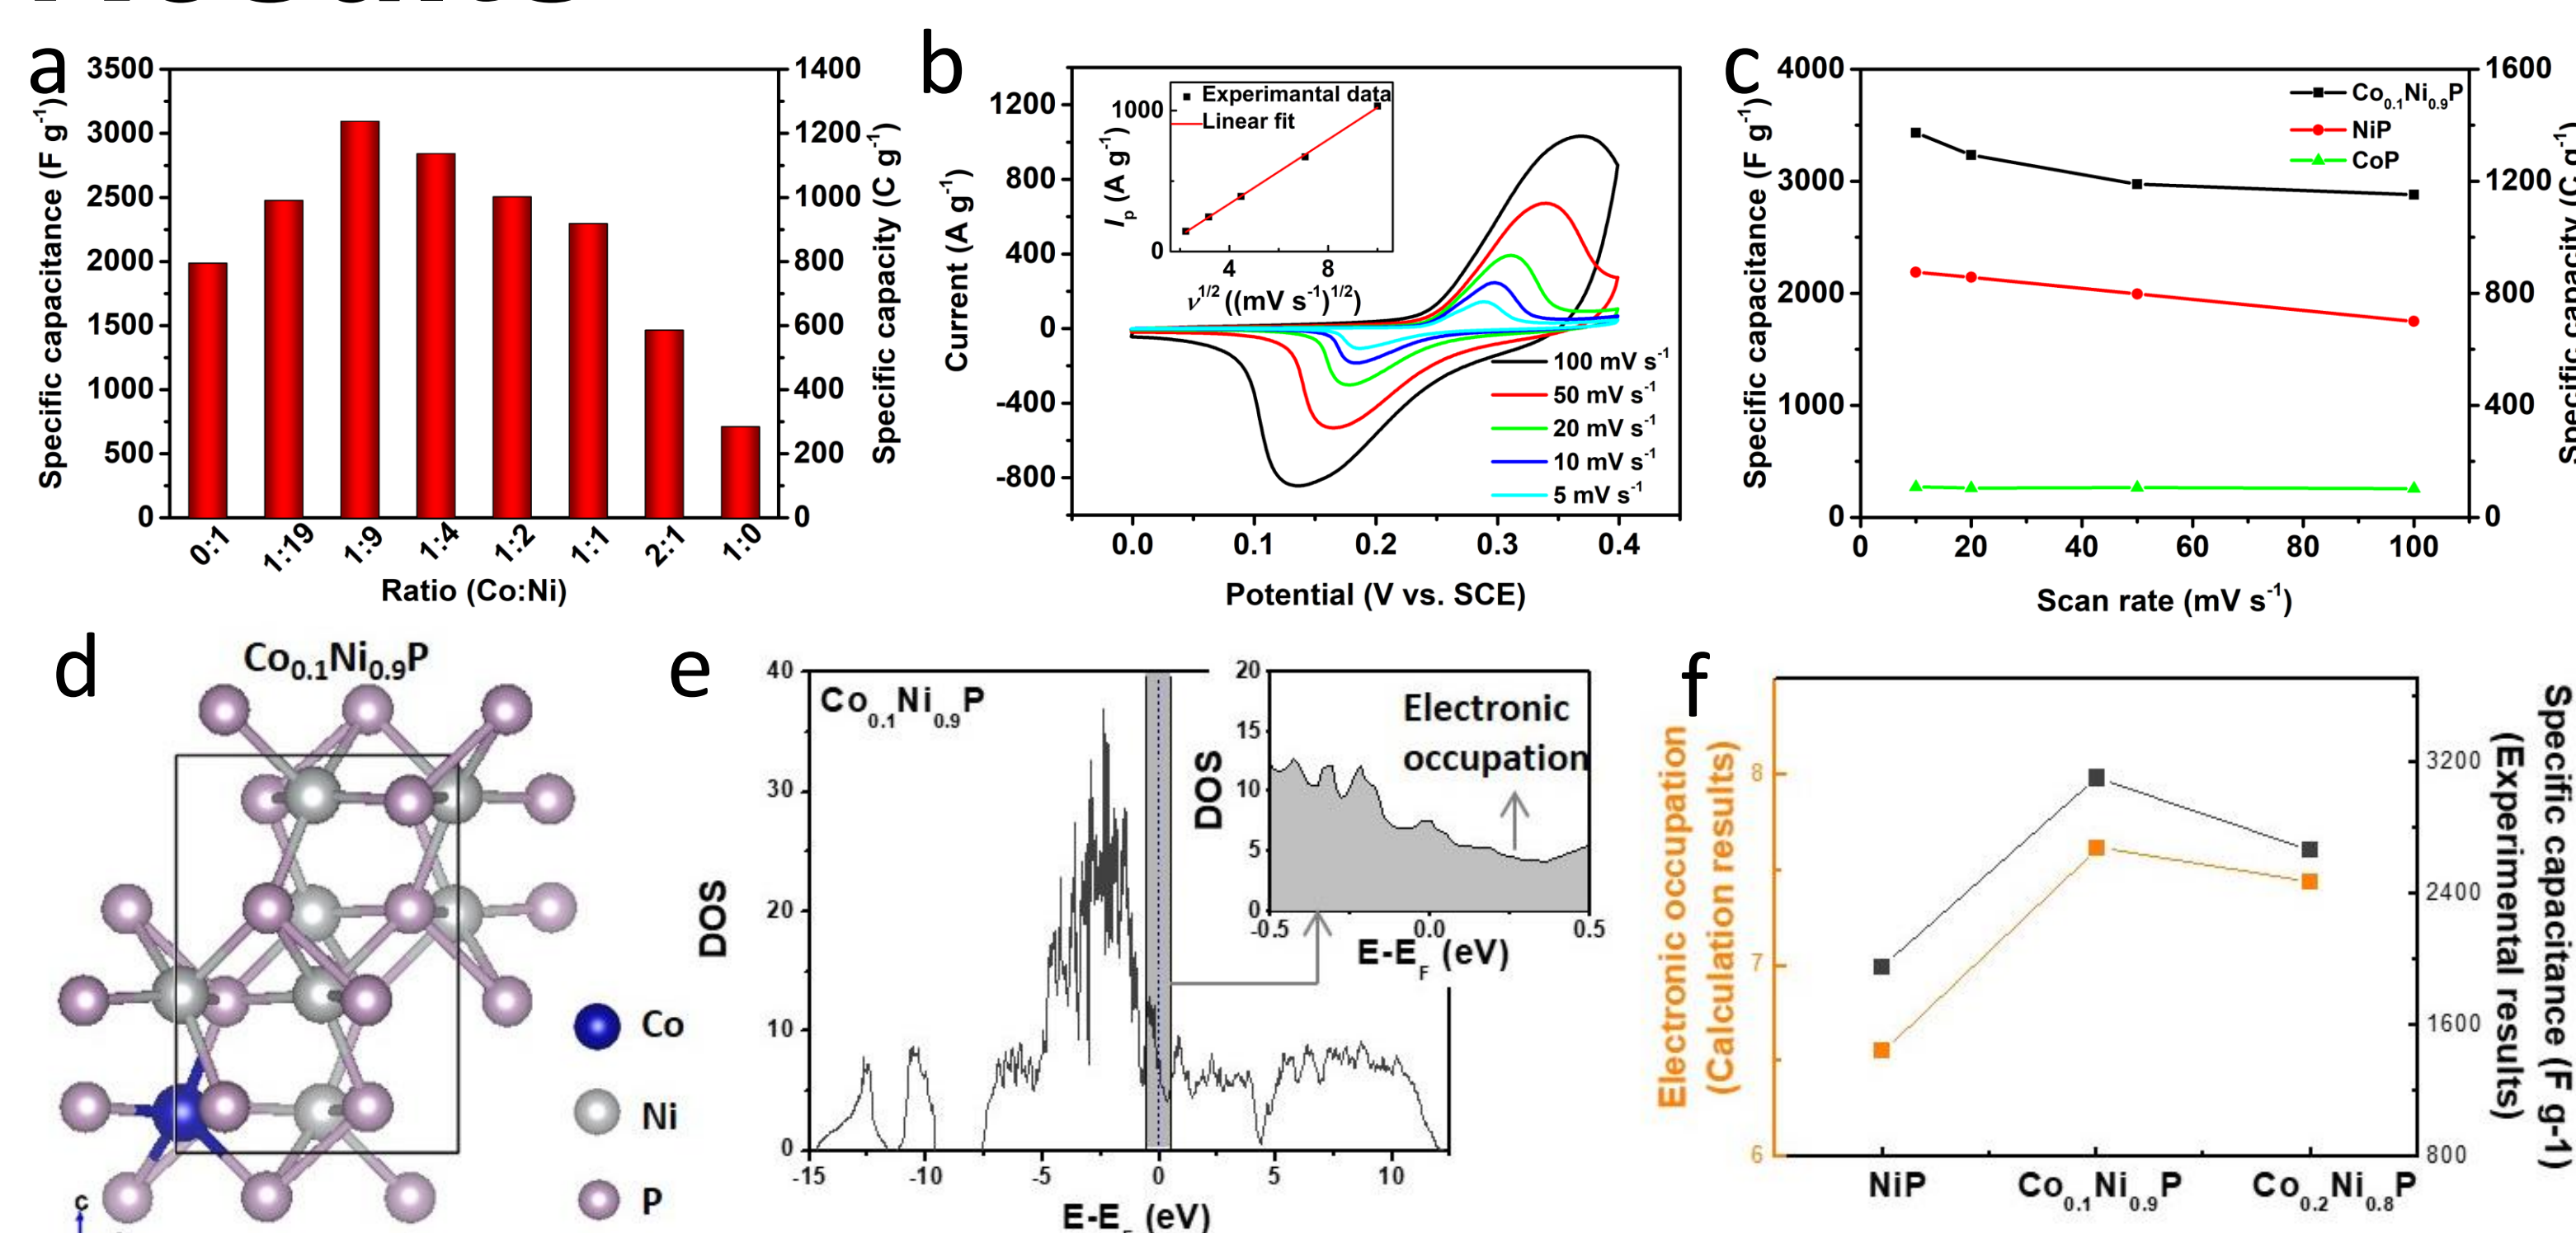 a
3500
3000
2500
2000
1500
1000
500
0
Specific capacitance (F g⁻¹)
1400
1200
1000
800
600
400
200
0
Specific capacity (C g⁻¹)
0:1 1:19 1:9 1:4 1:2 1:1 2:1 1:0
Ratio (Co:Ni)
b
1200
800
400
0
-400
-800
Current (A g⁻¹)
Experimantal data
Linear fit
1000
0
Iₚ (A g⁻¹)
4 8
ν¹/² ((mV s⁻¹)¹/²)
100 mV s⁻¹
50 mV s⁻¹
20 mV s⁻¹
10 mV s⁻¹
5 mV s⁻¹
0.0 0.1 0.2 0.3 0.4
Potential (V vs. SCE)
c
4000
3000
2000
1000
0
Specific capacitance (F g⁻¹)
Co₀.₁Ni₀.₉P
NiP
CoP
1600
1200
800
400
0
0 20 40 60 80 100
Scan rate (mV s⁻¹)
d
Co₀.₁Ni₀.₉P
Co
Ni
P
c
e
Co₀.₁Ni₀.₉P
40
30
20
10
0
DOS
-15 -10 -5 0 5 10
E-E (eV)
20
15
10
5
0
DOS
Electronic
occupation
-0.5 0.0 0.5
E-E_F (eV)
f
Electronic occupation
(Calculation results)
8
7
6
3200
2400
1600
800
Specific capacitance (F g-1)
(Experimental results)
NiP Co₀.₁Ni₀.₉P Co₀.₂Ni₀.₈P